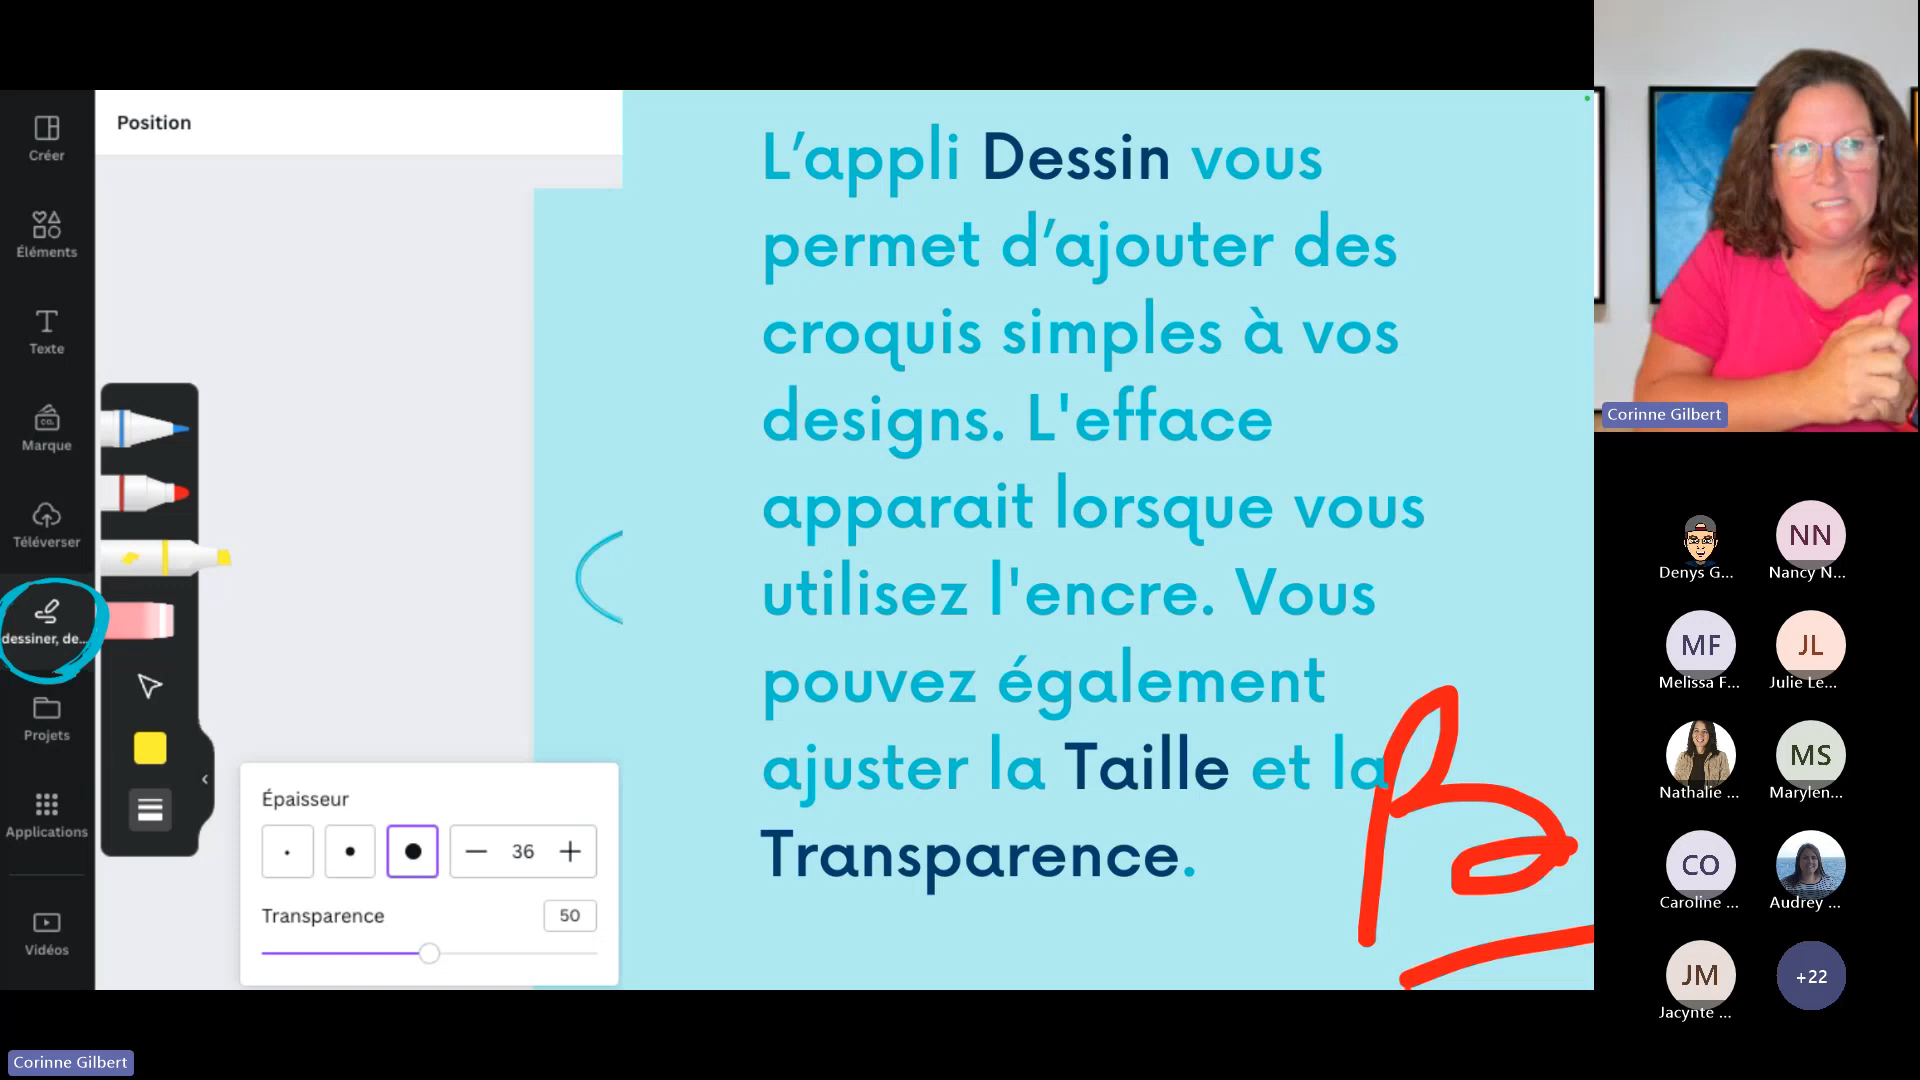 Position
Créer
Éléments
Texte
CO.
Marque
Téléverser
dessiner, de...
Projets
Applications
Vidéos
Épaisseur
36
Transparence
50
L’appli Dessin vous
permet d’ajouter des
croquis simples à vos
designs. L'efface
apparait lorsque vous
utilisez l'encre. Vous
pouvez également
ajuster la Taille et la
Transparence.
Corinne Gilbert
Denys G...
NN
Nancy N...
MF
Melissa F...
JL
Julie Le...
Nathalie ...
MS
Marylen...
CO
Caroline ...
Audrey ...
JM
Jacynte ...
+22
Corinne Gilbert